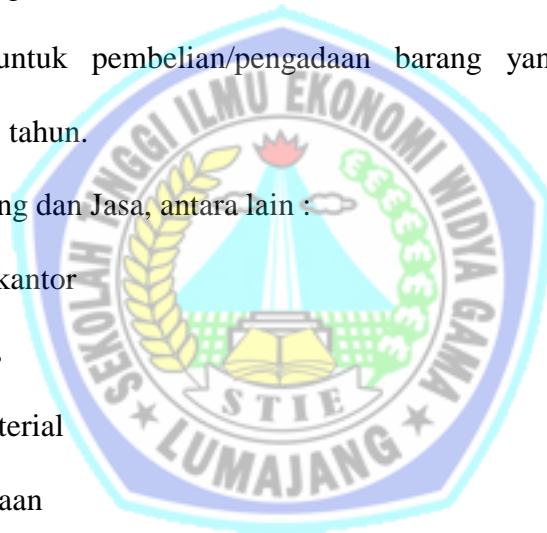 untuk pembelian/pengadaan barang yan
tahun.
ng dan Jasa, antara lain :
kantor
terial
aan
SEKOLAH TINGGI ILMU EKONOMI WIDYA GAMA
STIE
LUMAJANG